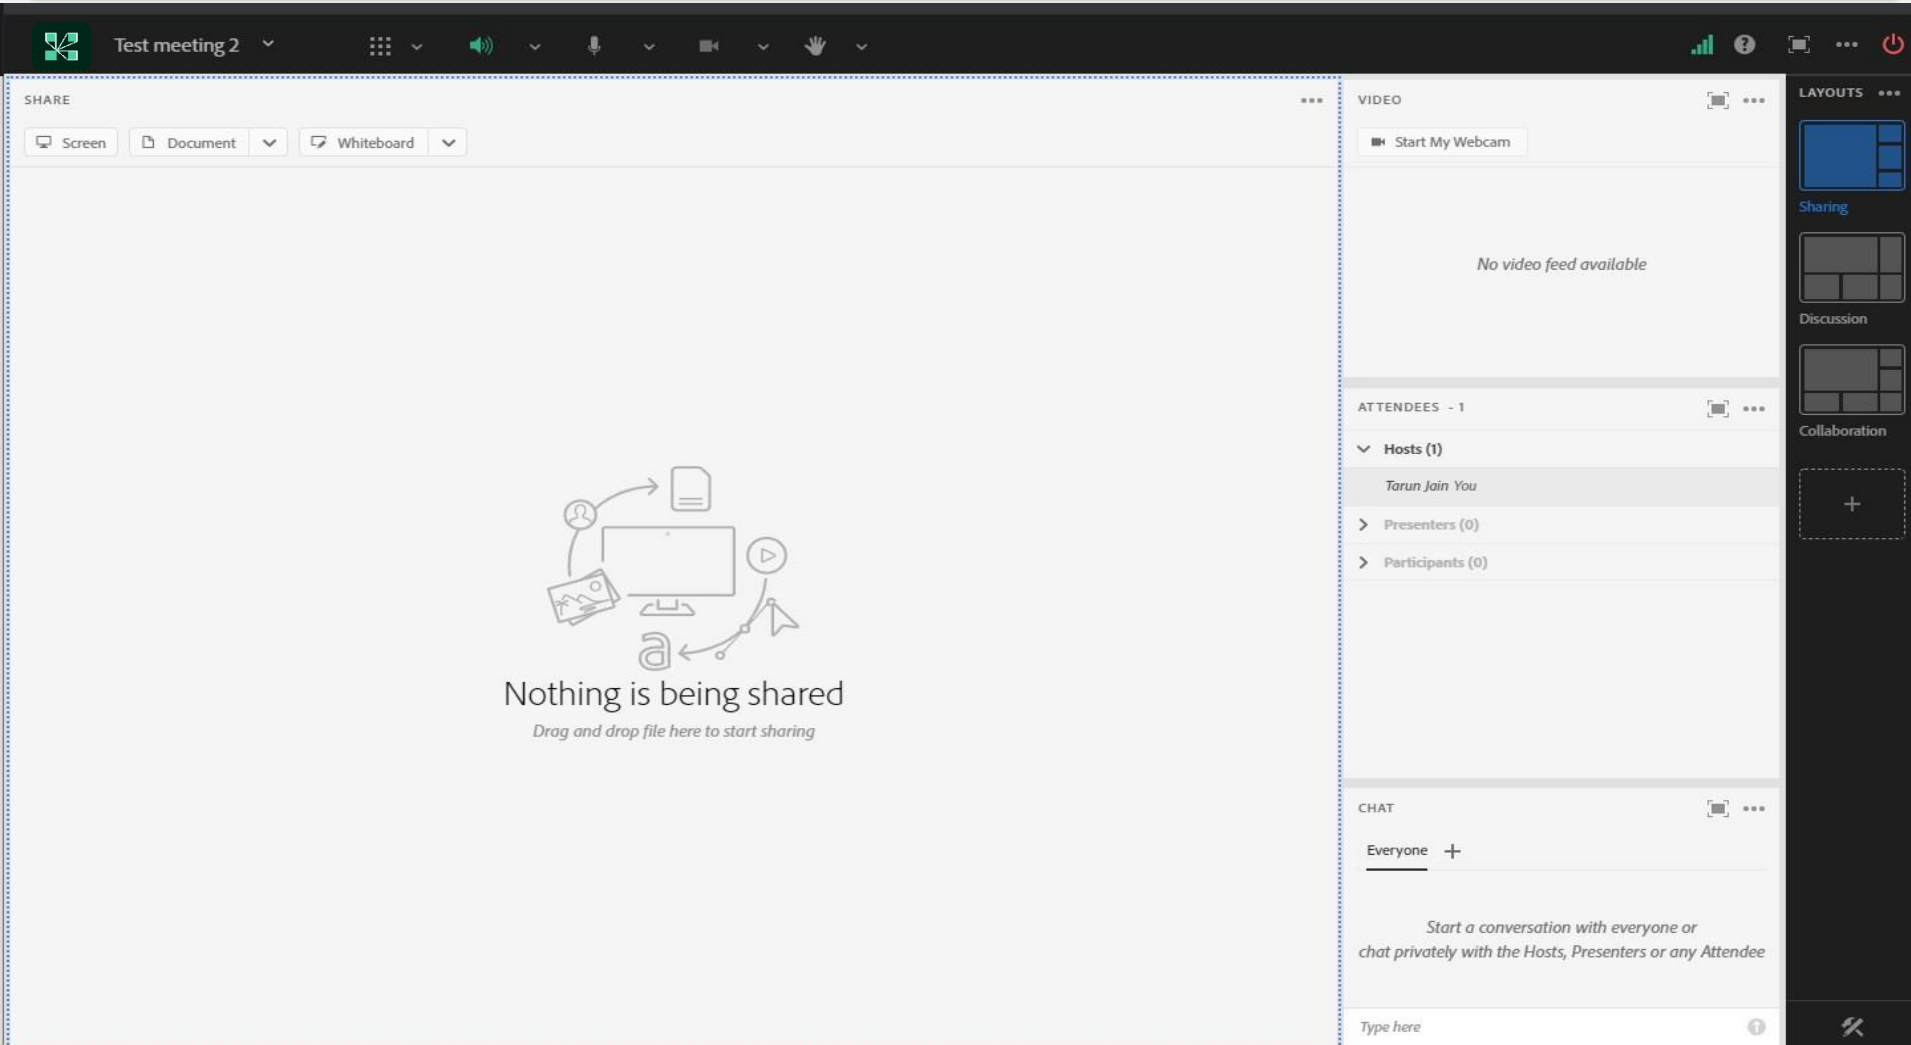 Test meeting 2
SHARE
Screen
Document
Whiteboard
Nothing is being shared
Drag and drop file here to start sharing
VIDEO
Start My Webcam
No video feed available
ATTENDEES - 1
Hosts (1)
Tarun Jain You
Presenters (0)
Participants (0)
CHAT
Everyone
Start a conversation with everyone or
chat privately with the Hosts, Presenters or any Attendee
Type here
LAYOUTS
Sharing
Discussion
Collaboration